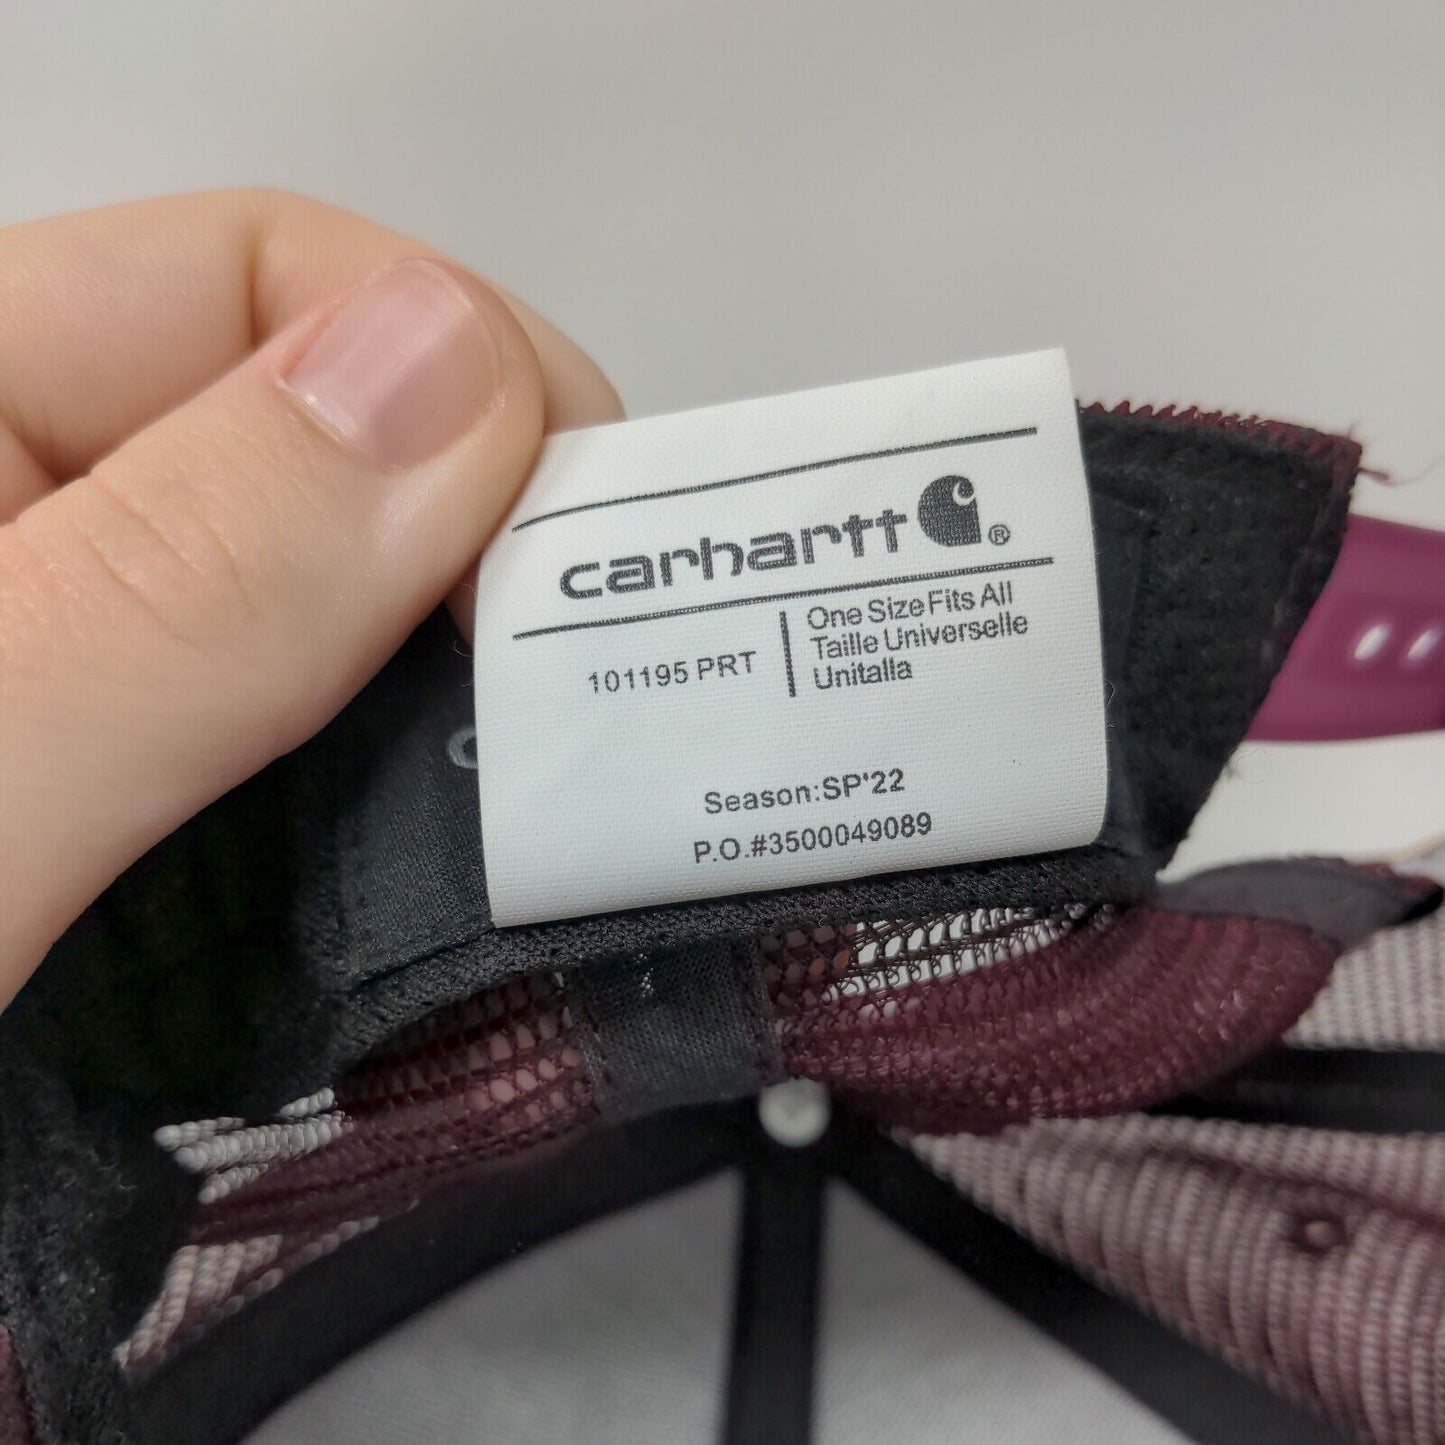 carhartt ®
101195 PRT
One Size Fits All
Taille Universelle
Unitalla
Season:SP'22
P.O.#3500049089